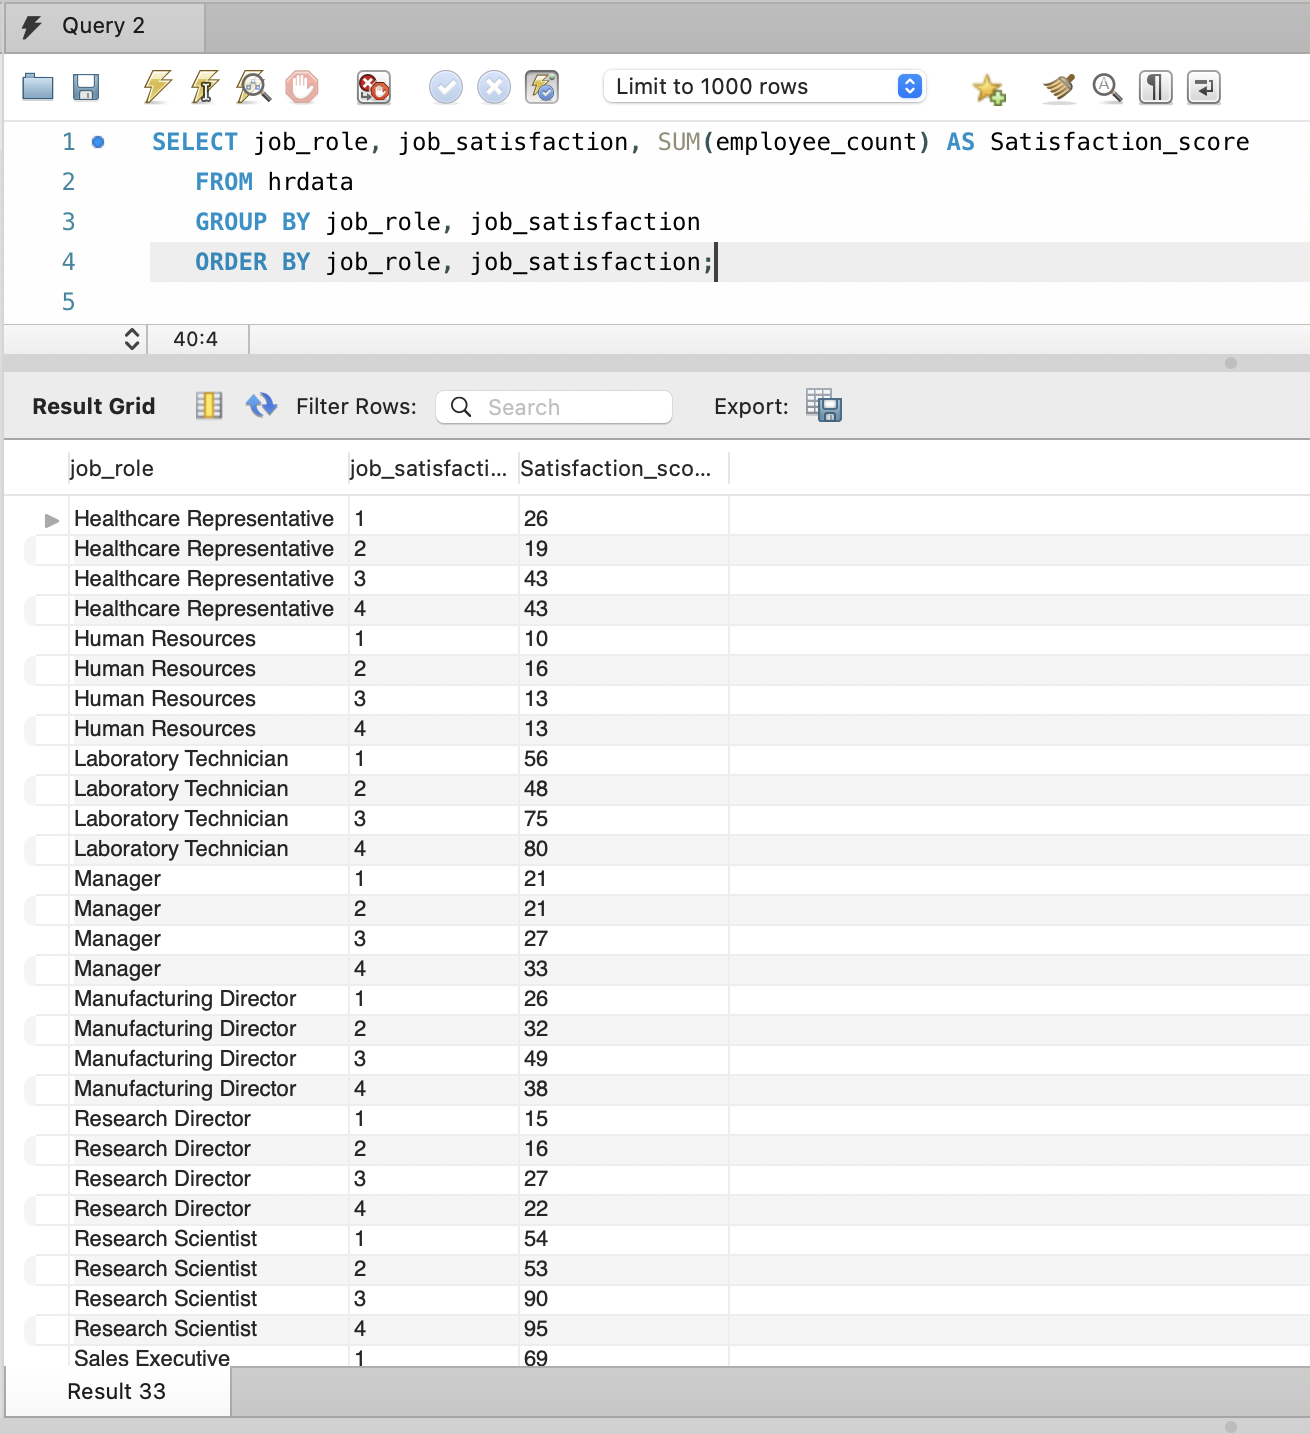 Query 2
Limit to 1000 rows
1 SELECT job_role, job_satisfaction, SUM(employee_count) AS Satisfaction_score
2 FROM hrdata
3 GROUP BY job_role, job_satisfaction
4 ORDER BY job_role, job_satisfaction;
5
40:4
Result Grid Filter Rows: Search Export:
job_role job_satisfacti... Satisfaction_sco...
Healthcare Representative 1 26
Healthcare Representative 2 19
Healthcare Representative 3 43
Healthcare Representative 4 43
Human Resources 1 10
Human Resources 2 16
Human Resources 3 13
Human Resources 4 13
Laboratory Technician 1 56
Laboratory Technician 2 48
Laboratory Technician 3 75
Laboratory Technician 4 80
Manager 1 21
Manager 2 21
Manager 3 27
Manager 4 33
Manufacturing Director 1 26
Manufacturing Director 2 32
Manufacturing Director 3 49
Manufacturing Director 4 38
Research Director 1 15
Research Director 2 16
Research Director 3 27
Research Director 4 22
Research Scientist 1 54
Research Scientist 2 53
Research Scientist 3 90
Research Scientist 4 95
Sales Executive 1 69
Result 33